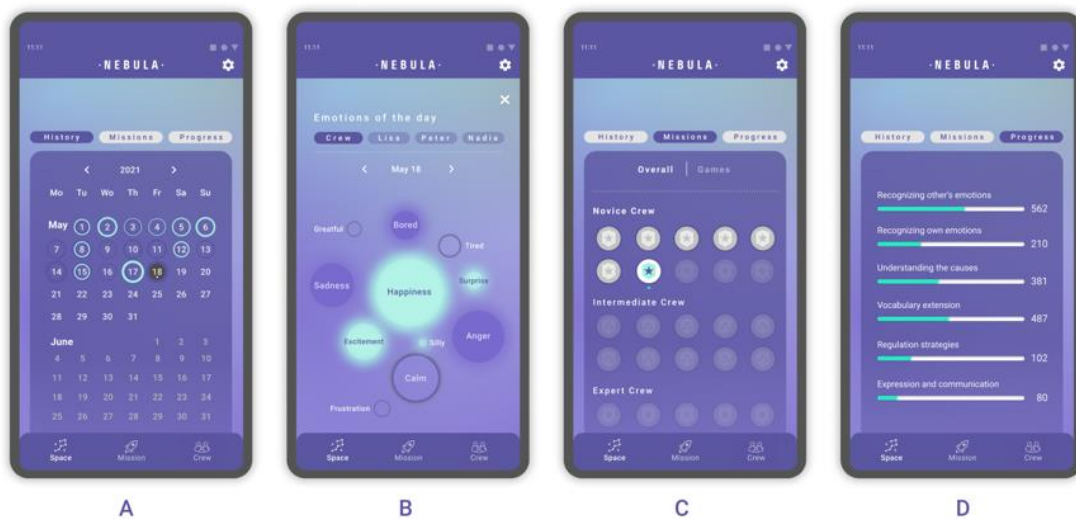 11:11
·NEBULA·
History Missions Progress
< 2021 >
Mo Tu Wo Th Fr Sa Su
May 1 2 3 4 5 6
7 8 9 10 11 12 13
14 15 16 17 18 19 20
21 22 23 24 25 26 27
28 29 30 31
June 1 2 3
4 5 6 7 8 9 10
11 12 13 14 15 16 17
18 19 20 21 22 23 24
25 26 27 28 29 30 31
Space Mission Crew
A
11:11
·NEBULA·
Emotions of the day
Crew Lisa Peter Nadia
< May 18 >
Bored
Greatful
Tired
Sadness
Happiness
Surprise
Excitement
Silly
Anger
Calm
Frustration
Space Mission Crew
B
11:11
·NEBULA·
History Missions Progress
Overall | Games
Novice Crew
Intermediate Crew
Expert Crew
Space Mission Crew
C
11:11
·NEBULA·
History Missions Progress
Recognizing other's emotions
562
Recognizing own emotions
210
Understanding the causes
381
Vocabulary extension
487
Regulation strategies
102
Expression and communication
80
Space Mission Crew
D